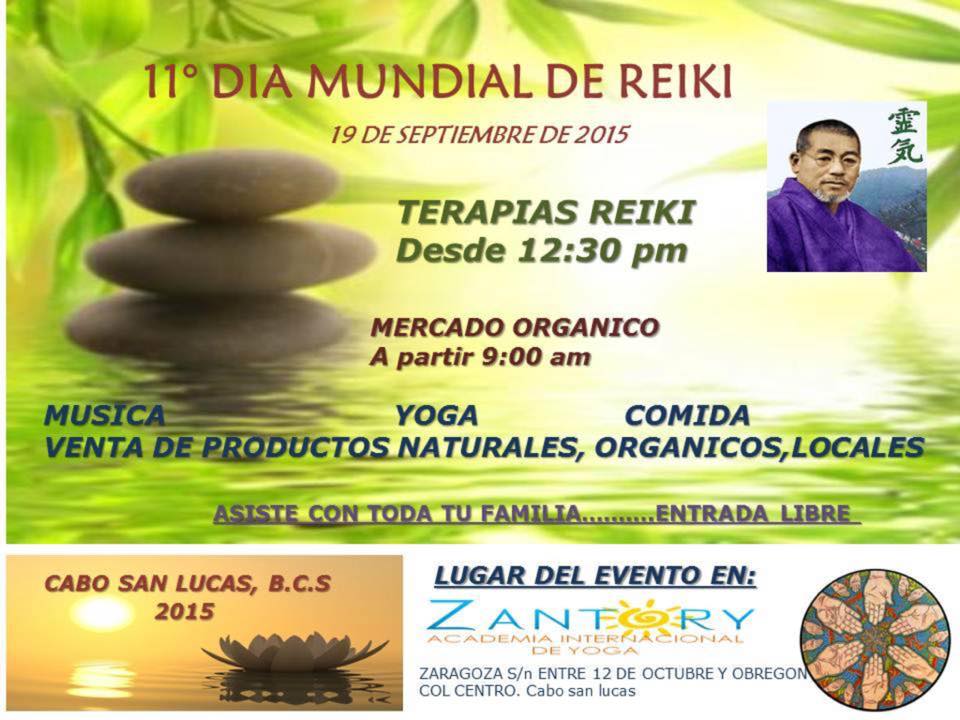 11° DIA MUNDIAL DE REIKI
19 DE SEPTIEMBRE DE 2015
靈
気
TERAPIAS REIKI
Desde 12:30 pm
MERCADO ORGANICO
A partir 9:00 am
MUSICA YOGA COMIDA
VENTA DE PRODUCTOS NATURALES, ORGANICOS,LOCALES
ASISTE CON TODA TU FAMILIA..........ENTRADA LIBRE
CABO SAN LUCAS, B.C.S
2015
LUGAR DEL EVENTO EN:
ZANTORY
ACADEMIA INTERNACIONAL
DE YOGA
ZARAGOZA S/n ENTRE 12 DE OCTUBRE Y OBREGON
COL CENTRO. Cabo san lucas